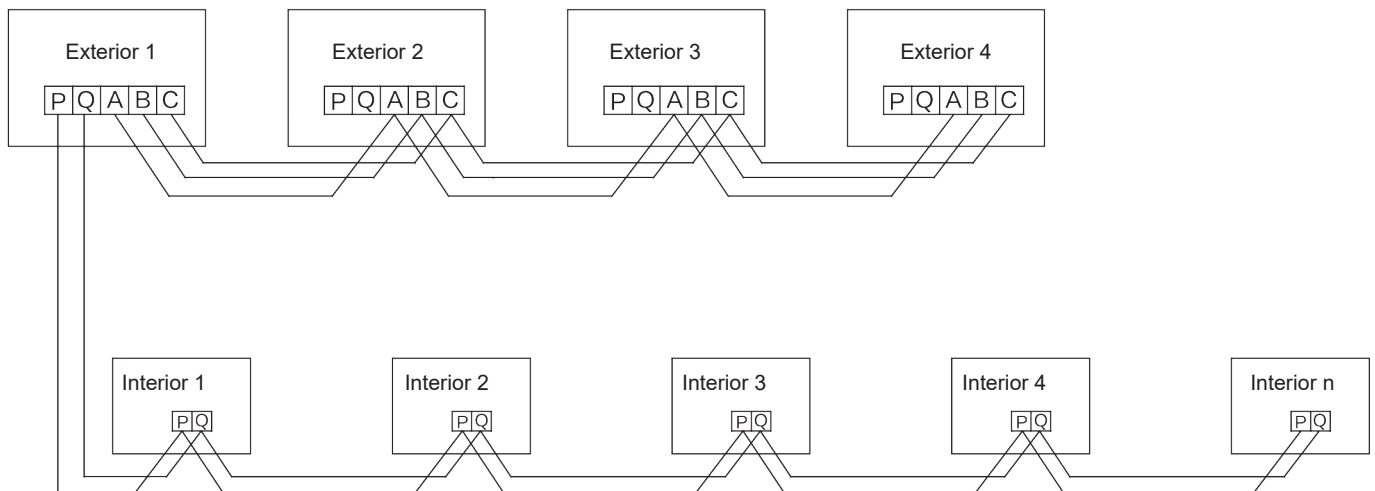 Exterior 1
Exterior 2
Exterior 3
Exterior 4
P Q A B C
P Q A B C
P Q A B C
P Q A B C
Interior 1
Interior 2
Interior 3
Interior 4
Interior n
P Q
P Q
P Q
P Q
P Q